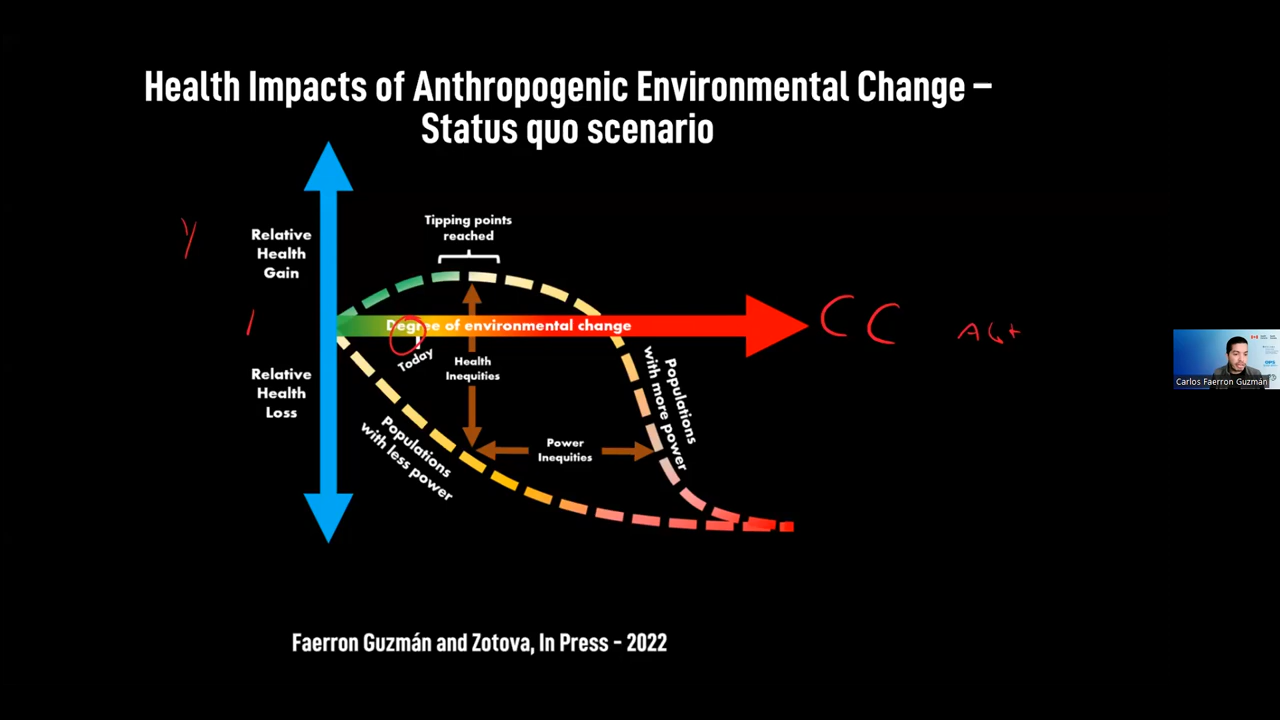 Health Impacts of Anthropogenic Environmental Change –
Status quo scenario
Tipping points
reached
Y
Relative
Health
Gain
Degree of environmental change
CC
Today
Health
Inequities
Relative
Health
Loss
Populations
with more power
Populations
with less power
Power
Inequities
Carlos Faerron Guzmán
Faerron Guzmán and Zotova, In Press - 2022